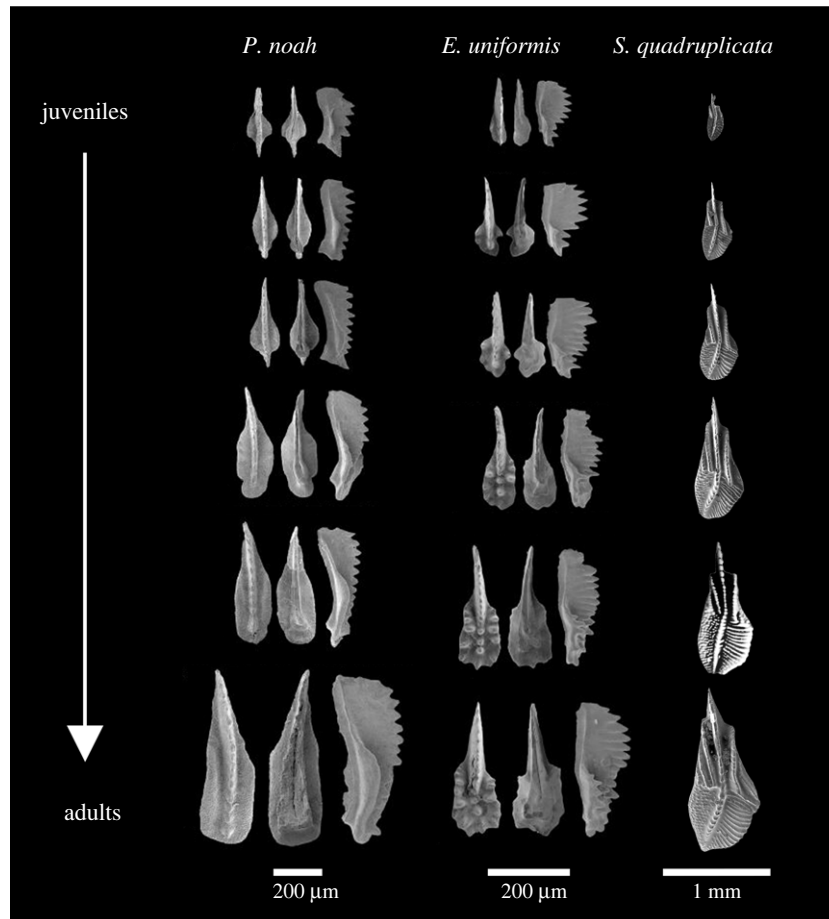 P. noah E. uniformis S. quadruplicata
juveniles
adults
200 µm 200 µm 1 mm